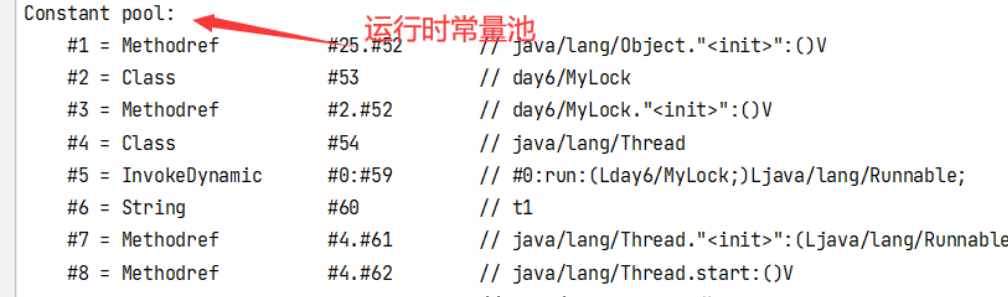 Constant pool:
运行时常量池
#1 = Methodref #25.#52 // java/lang/Object."<init>":()V
#2 = Class #53 // day6/MyLock
#3 = Methodref #2.#52 // day6/MyLock."<init>":()V
#4 = Class #54 // java/lang/Thread
#5 = InvokeDynamic #0:#59 // #0:run:(Lday6/MyLock;)Ljava/lang/Runnable;
#6 = String #60 // t1
#7 = Methodref #4.#61 // java/lang/Thread."<init>":(Ljava/lang/Runnable
#8 = Methodref #4.#62 // java/lang/Thread.start:()V